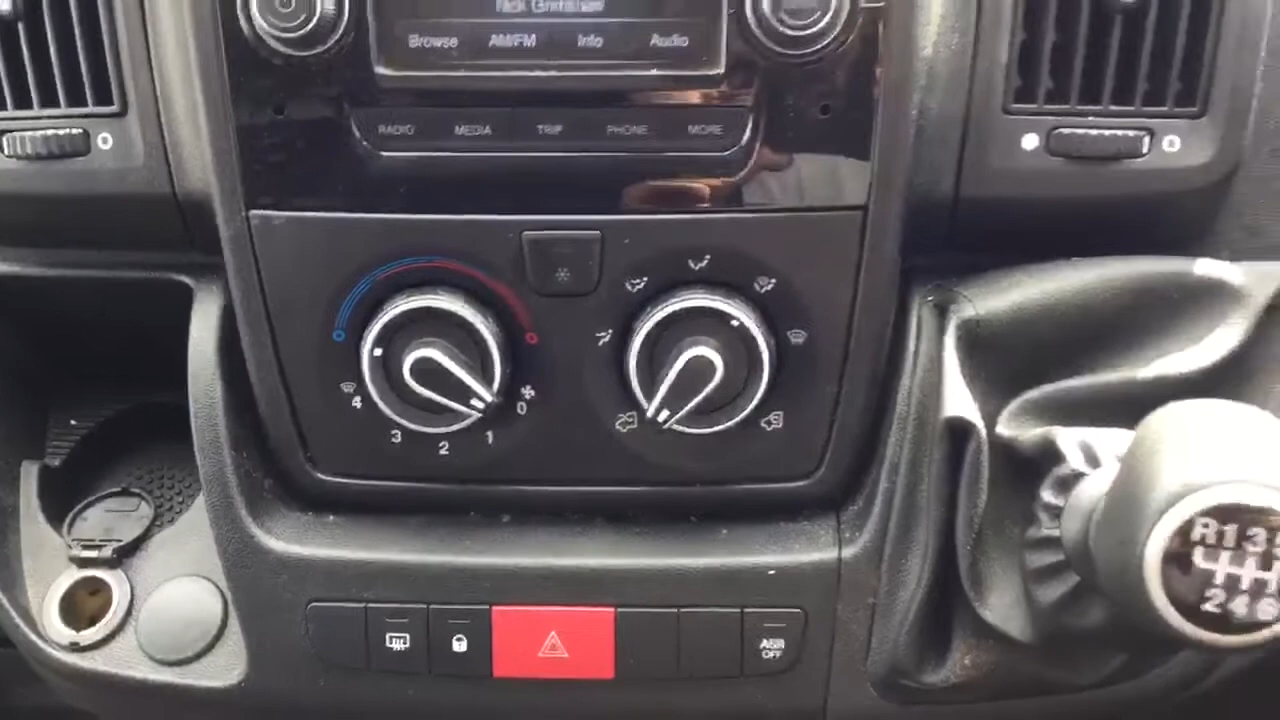 Browse AM/FM Info Audio
RADIO MEDIA TRIP PHONE MORE
0
4
3
2
1
R 1 3
2 4 6
ASR
OFF